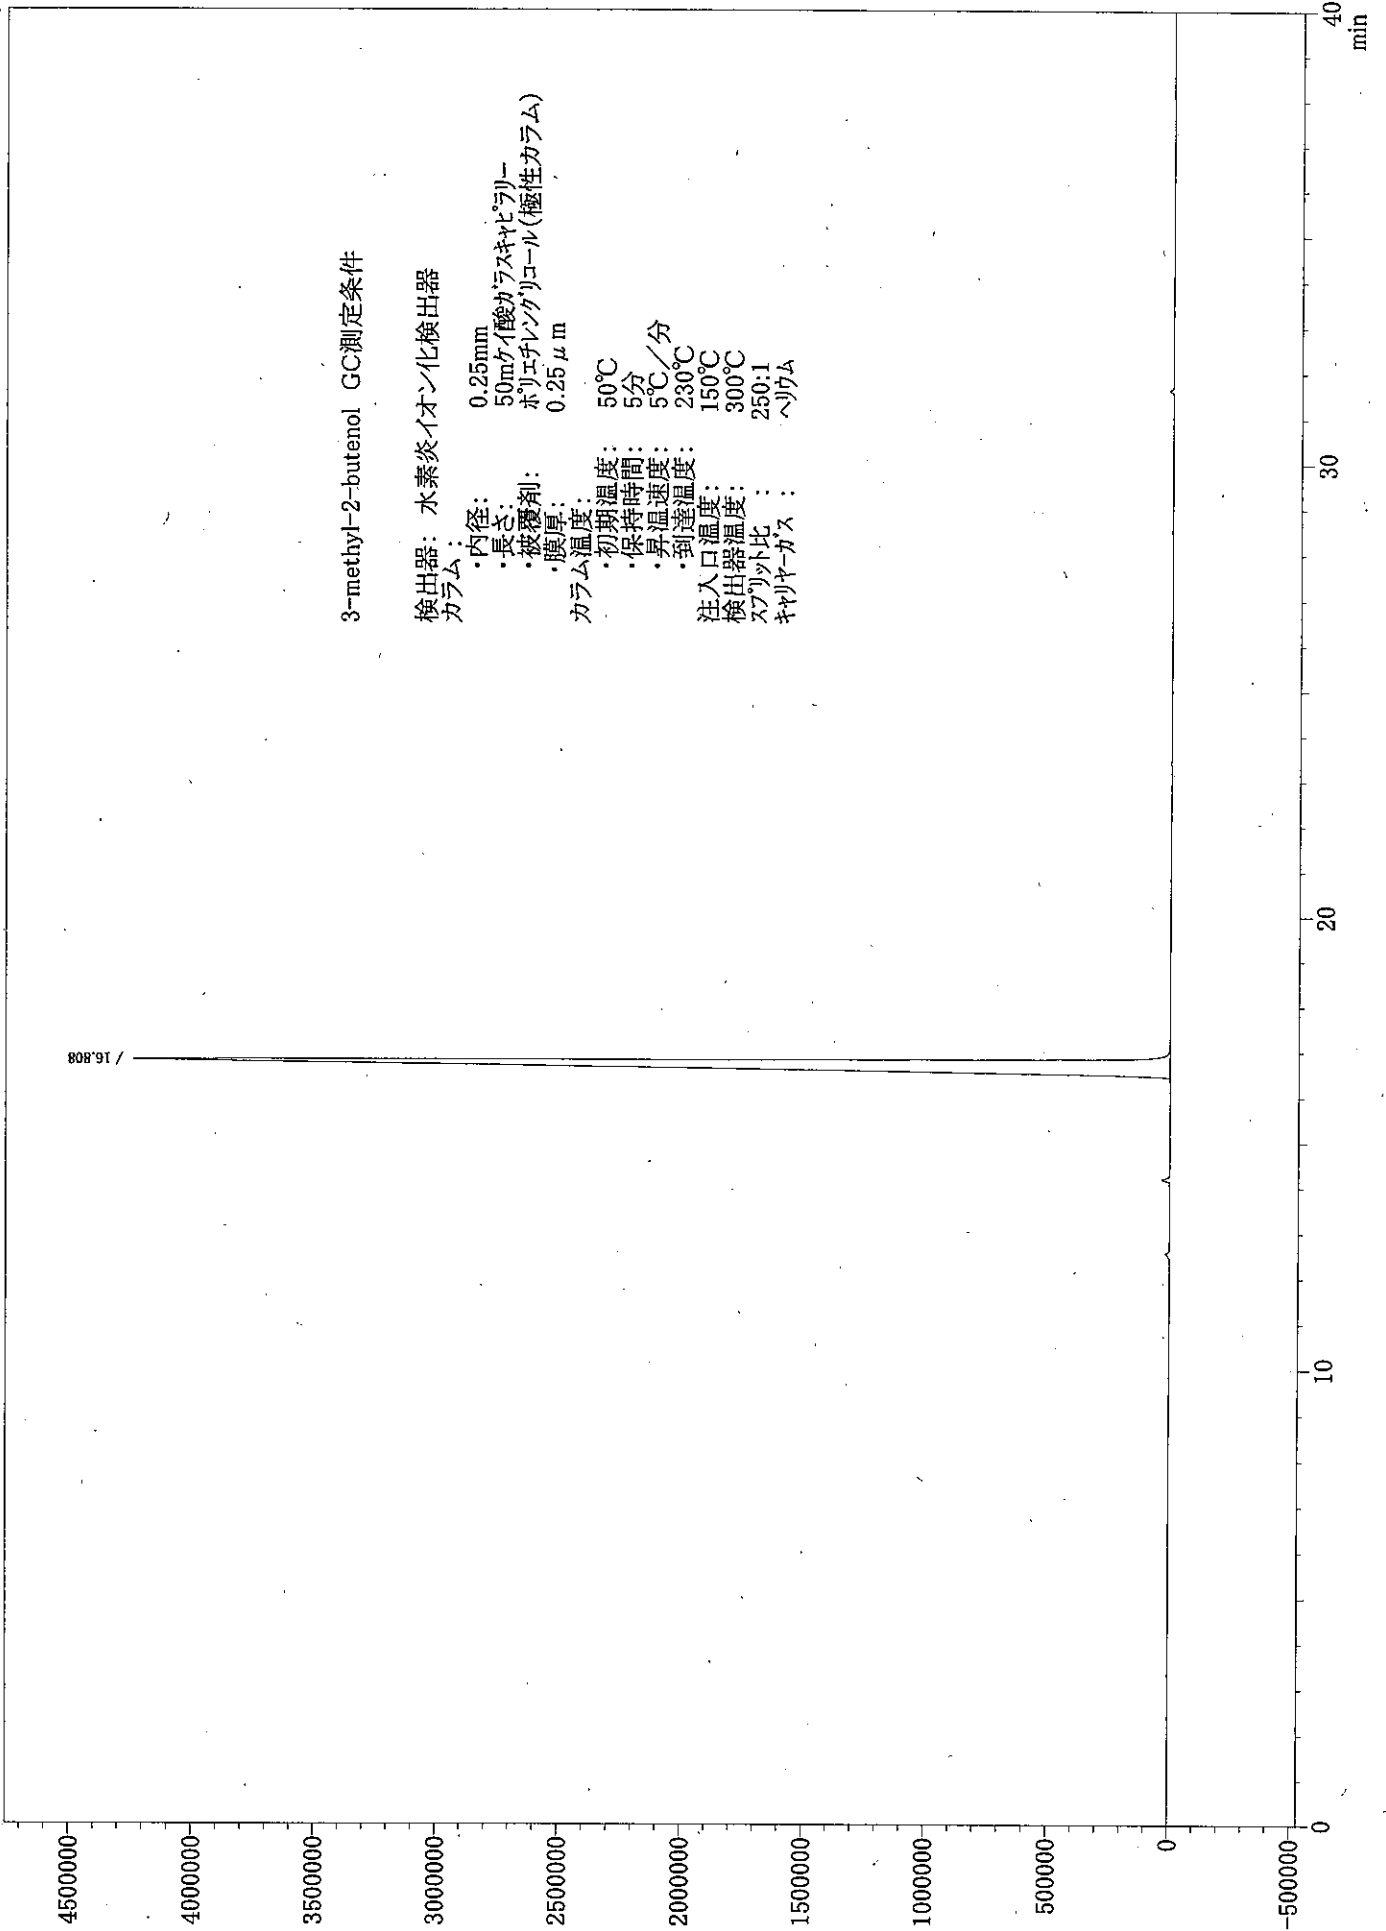 3-methyl-2-butenol GC測定条件
検出器: 水素炎イオン化検出器
カラム :
・内径: 0.25mm
・長さ: 50mケイ酸ガラスキャピラリー
・被覆剤: ポリエチレングリコール(極性カラム)
・膜厚: 0.25μm
カラム温度:
・初期温度: 50℃
・保持時間: 5分
・昇温速度: 5℃/分
・到達温度: 230℃
注入口温度: 150℃
検出器温度: 300℃
スプリット比 : 250:1
キャリヤーガス : ヘリウム
/ 16.808
4500000
4000000
3500000
3000000
2500000
2000000
1500000
1000000
500000
0
-500000
0
10
20
30
40
min